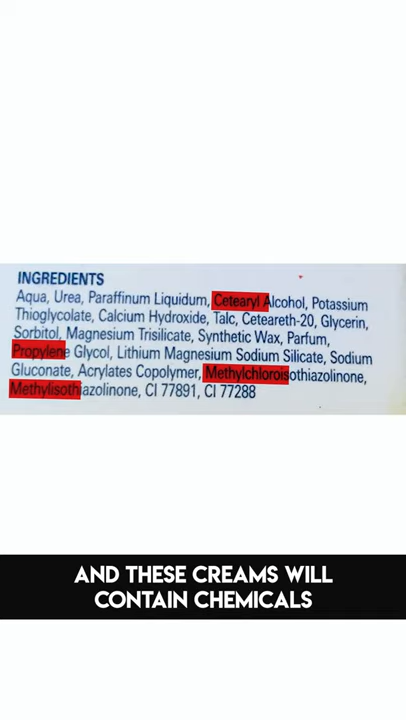 INGREDIENTS
Aqua, Urea, Paraffinum Liquidum, Cetearyl Alcohol, Potassium
Thioglycolate, Calcium Hydroxide, Talc, Ceteareth-20, Glycerin,
Sorbitol, Magnesium Trisilicate, Synthetic Wax, Parfum,
Propylene Glycol, Lithium Magnesium Sodium Silicate, Sodium
Gluconate, Acrylates Copolymer, Methylchloroisothiazolinone,
Methylisothiazolinone, CI 77891, CI 77288
AND THESE CREAMS WILL
CONTAIN CHEMICALS